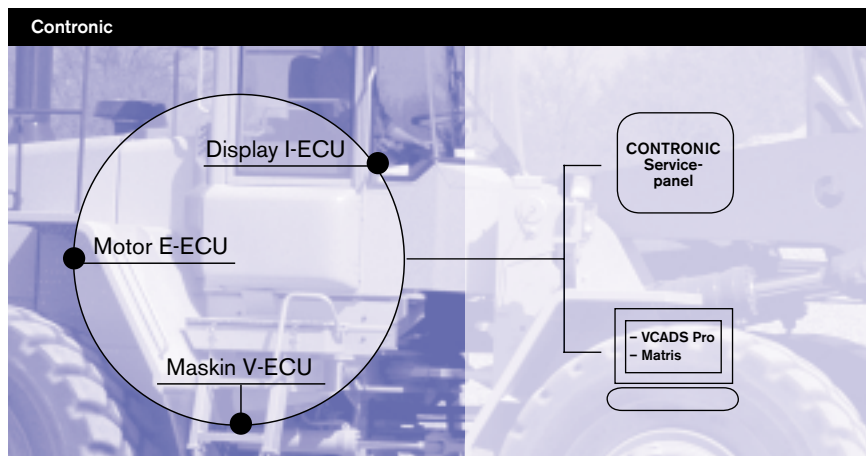 Contronic
Display I-ECU
Motor E-ECU
Maskin V-ECU
CONTRONIC
Service-
panel
– VCADS Pro
– Matris